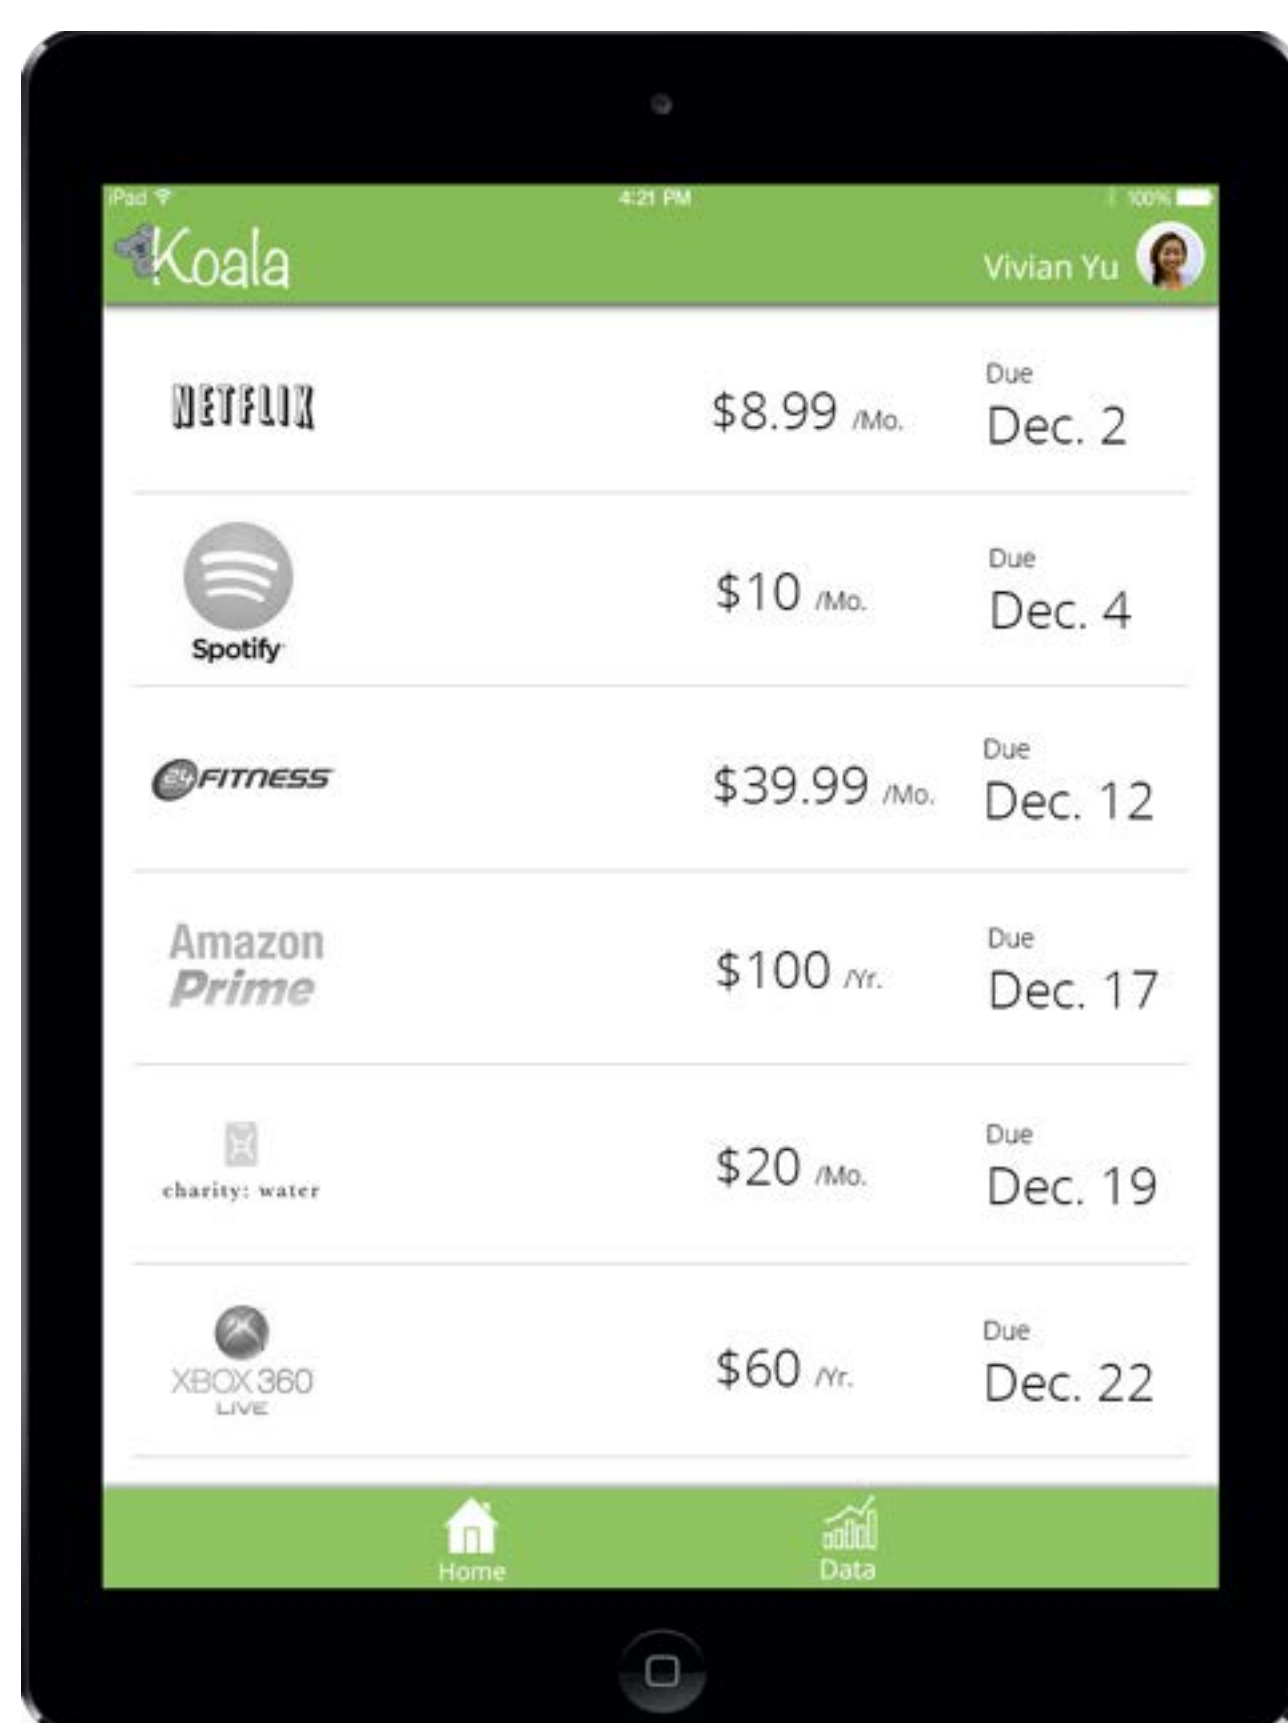 iPad 4:21 PM 100%
Koala Vivian Yu
NETFLIX $8.99 /Mo. Due Dec. 2
Spotify $10 /Mo. Due Dec. 4
24 FITNESS $39.99 /Mo. Due Dec. 12
Amazon Prime $100 /Yr. Due Dec. 17
charity: water $20 /Mo. Due Dec. 19
XBOX 360 LIVE $60 /Yr. Due Dec. 22
Home Data